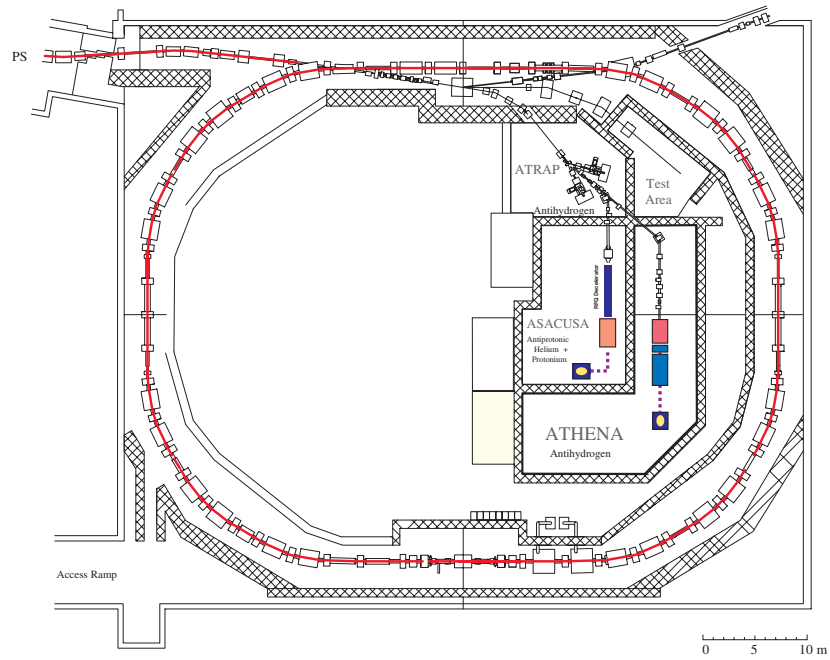 PS
ATRAP
Test
Area
Antihydrogen
RFQ Decelerator
ASACUSA
Antiprotonic
Helium +
Protonium
ATHENA
Antihydrogen
Access Ramp
0 5 10 m